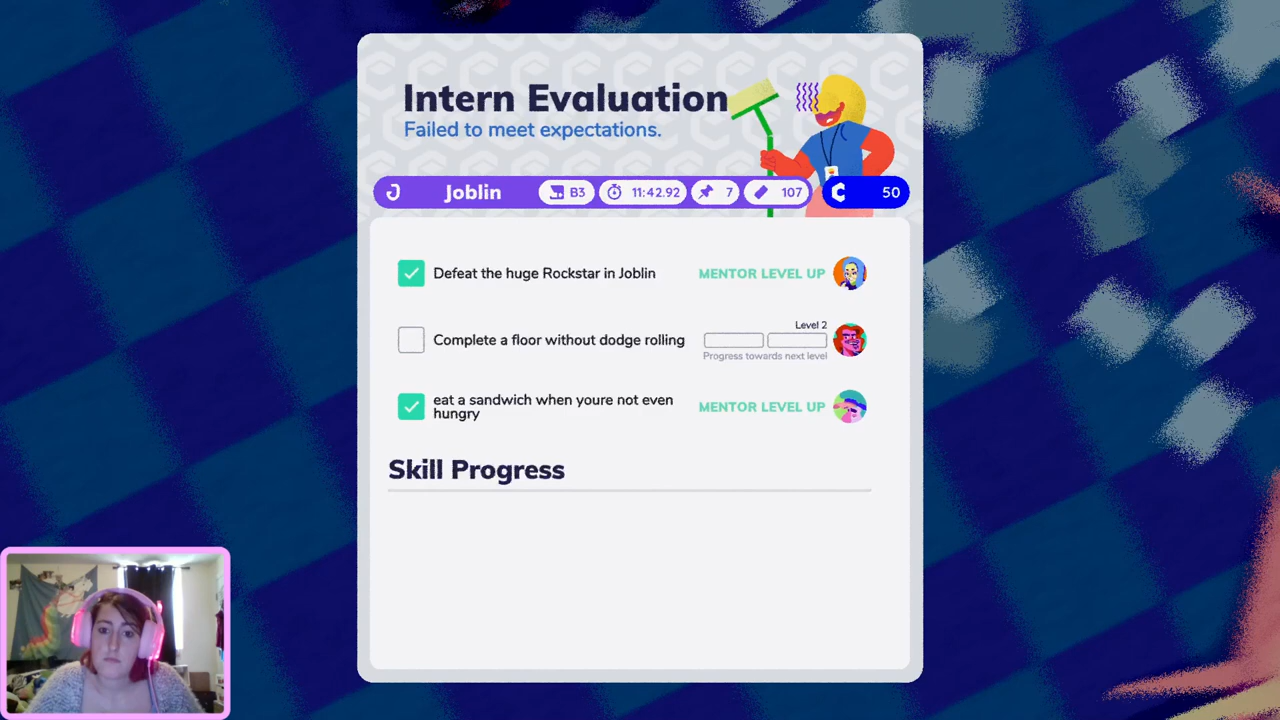 Intern Evaluation
Failed to meet expectations.
Joblin B3 11:42.92 7 107 50
Defeat the huge Rockstar in Joblin MENTOR LEVEL UP
Level 2
Complete a floor without dodge rolling
Progress towards next level
eat a sandwich when youre not even
hungry
MENTOR LEVEL UP
Skill Progress